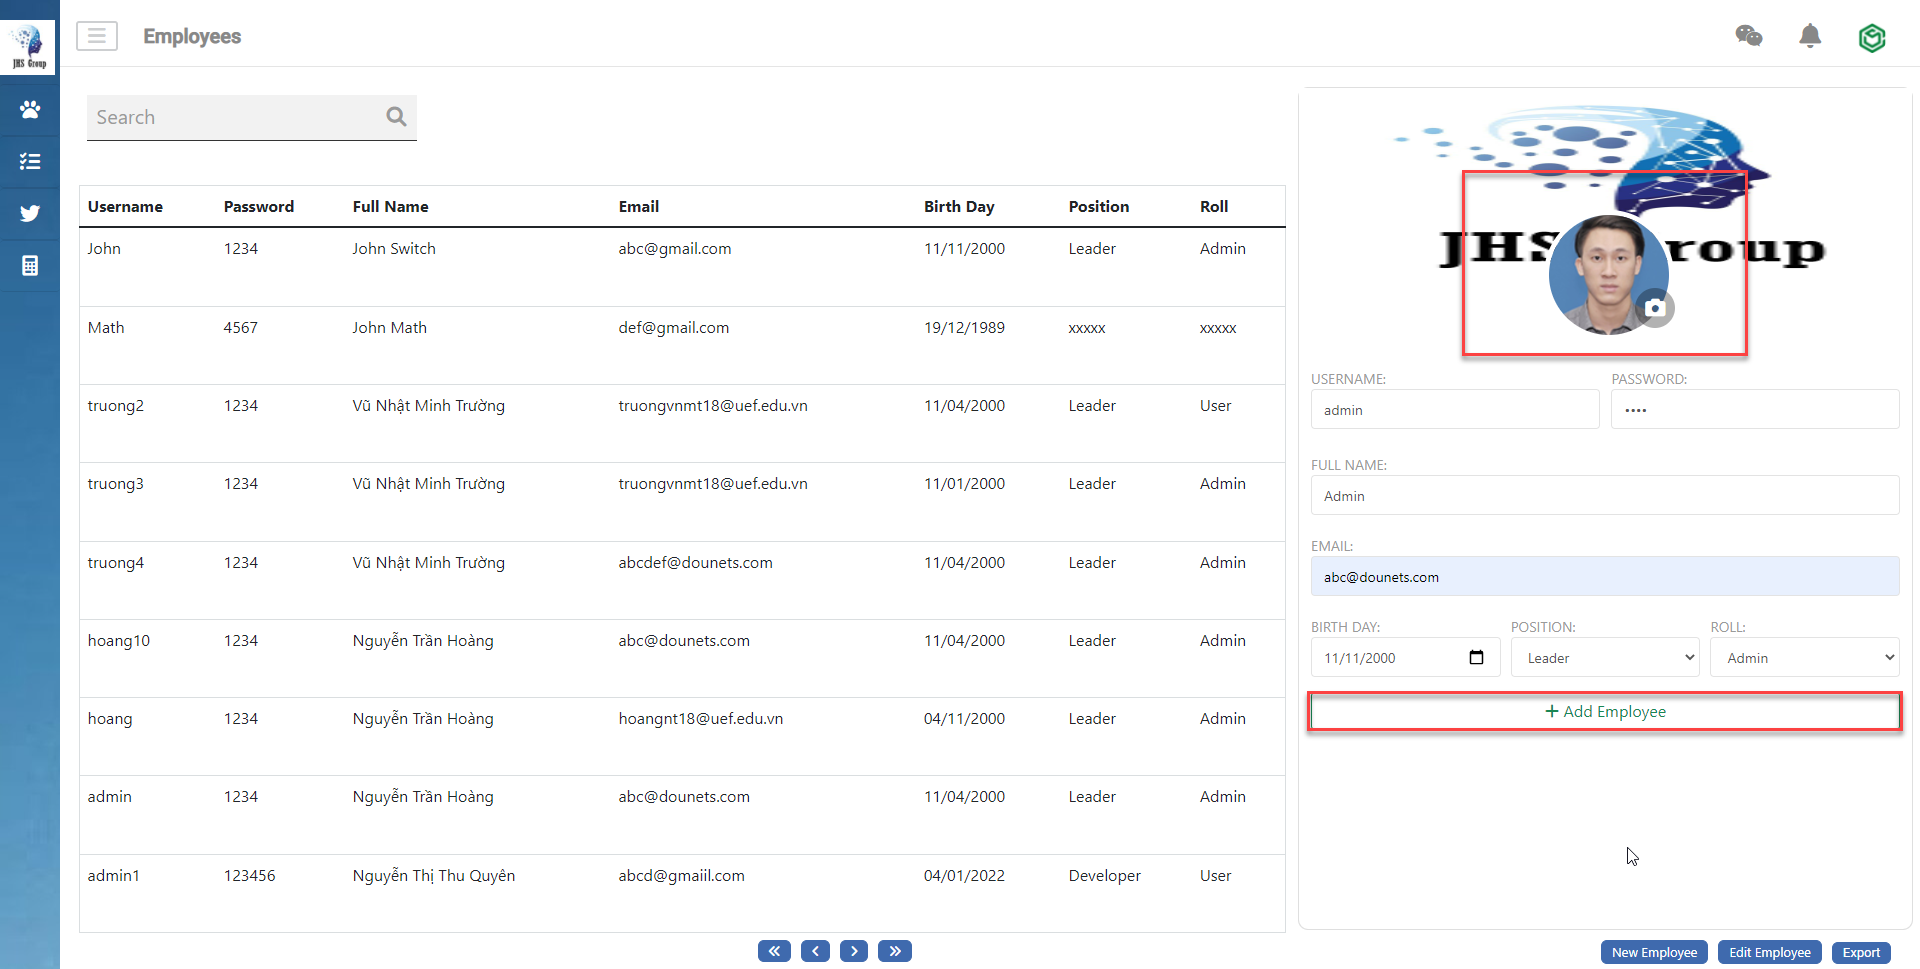 JHS Group
Employees
Search
Username Password Full Name Email Birth Day Position Roll
John 1234 John Switch abc@gmail.com 11/11/2000 Leader Admin
Math 4567 John Math def@gmail.com 19/12/1989 xxxxx xxxxx
truong2 1234 Vũ Nhật Minh Trường truongvnmt18@uef.edu.vn 11/04/2000 Leader User
truong3 1234 Vũ Nhật Minh Trường truongvnmt18@uef.edu.vn 11/01/2000 Leader Admin
truong4 1234 Vũ Nhật Minh Trường abcdef@dounets.com 11/04/2000 Leader Admin
hoang10 1234 Nguyễn Trần Hoàng abc@dounets.com 11/04/2000 Leader Admin
hoang 1234 Nguyễn Trần Hoàng hoangnt18@uef.edu.vn 04/11/2000 Leader Admin
admin 1234 Nguyễn Trần Hoàng abc@dounets.com 11/04/2000 Leader Admin
admin1 123456 Nguyễn Thị Thu Quyên abcd@gmaiil.com 04/01/2022 Developer User
JHS roup
USERNAME: PASSWORD:
admin ••••
FULL NAME:
Admin
EMAIL:
abc@dounets.com
BIRTH DAY: POSITION: ROLL:
11/11/2000 Leader Admin
+ Add Employee
New Employee Edit Employee Export